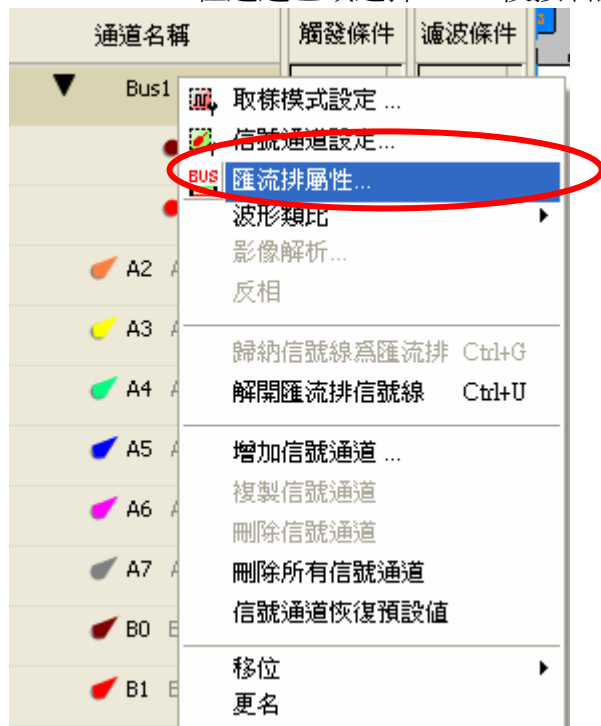 通道名稱 觸發條件 濾波條件
Bus1
取樣模式設定 ...
信號通道設定...
BUS 匯流排屬性...
波形類比
影像解析...
A2
反相
A3
歸納信號線為匯流排 Ctrl+G
A4
解開匯流排信號線 Ctrl+U
A5
增加信號通道 ...
A6
複製信號通道
刪除信號通道
A7
刪除所有信號通道
B0
信號通道恢復預設值
移位
B1
更名